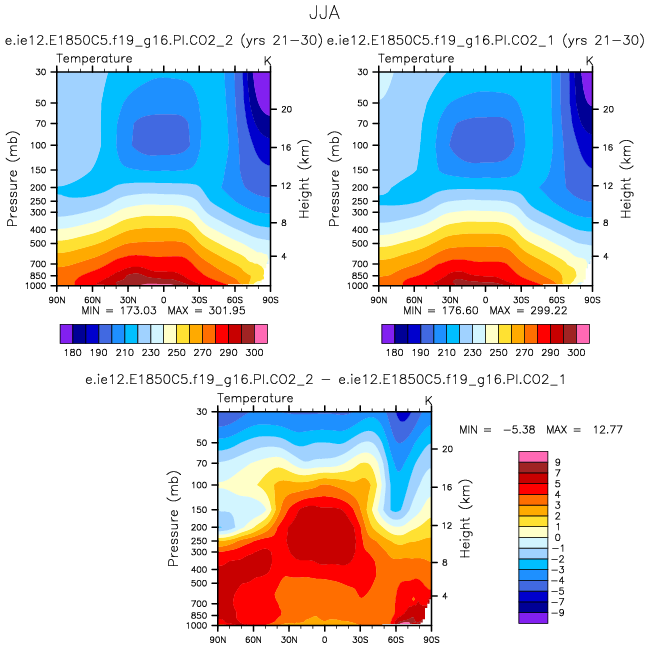 JJA
e.ie12.E1850C5.f19_g16.PI.CO2_2 (yrs 21−30) e.ie12.E1850C5.f19_g16.PI.CO2_1 (yrs 21−30)
Temperature K Temperature K
30 50 70 100 150 200 250 300 400 500 700 850 1000
Pressure (mb)
20 16 12 8 4
Height (km)
90N 60N 30N 0 30S 60S 90S
MIN = 173.03 MAX = 301.95
180 190 210 230 250 270 290 300
30 50 70 100 150 200 250 300 400 500 700 850 1000
Pressure (mb)
20 16 12 8 4
Height (km)
90N 60N 30N 0 30S 60S 90S
MIN = 176.60 MAX = 299.22
180 190 210 230 250 270 290 300
e.ie12.E1850C5.f19_g16.PI.CO2_2 − e.ie12.E1850C5.f19_g16.PI.CO2_1
Temperature K
30 50 70 100 150 200 250 300 400 500 700 850 1000
Pressure (mb)
20 16 12 8 4
Height (km)
90N 60N 30N 0 30S 60S 90S
MIN = −5.38 MAX = 12.77
9
7
5
4
3
2
1
0
−1
−2
−3
−4
−5
−7
−9